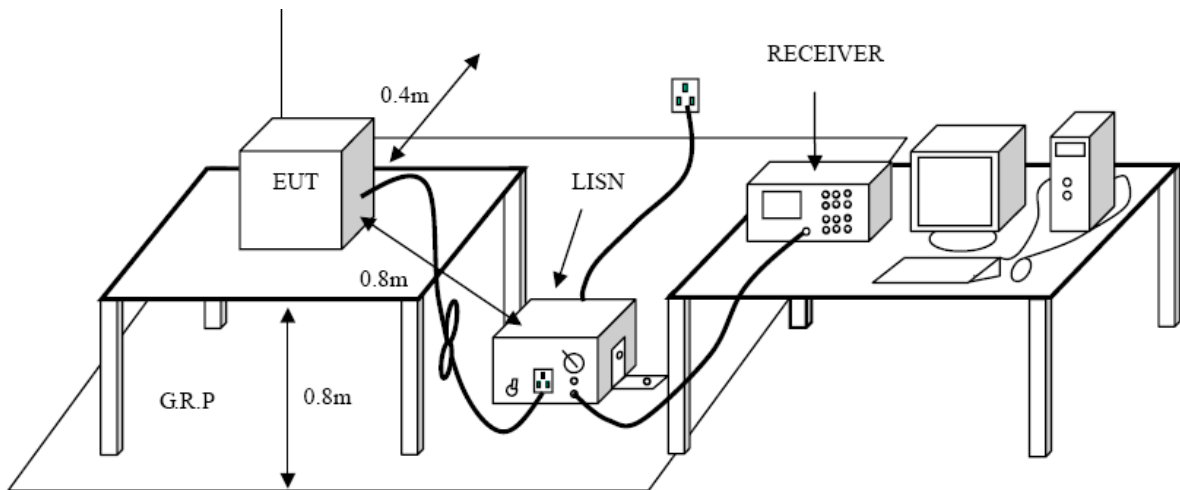 RECEIVER
0.4m
EUT
LISN
0.8m
G.R.P
0.8m